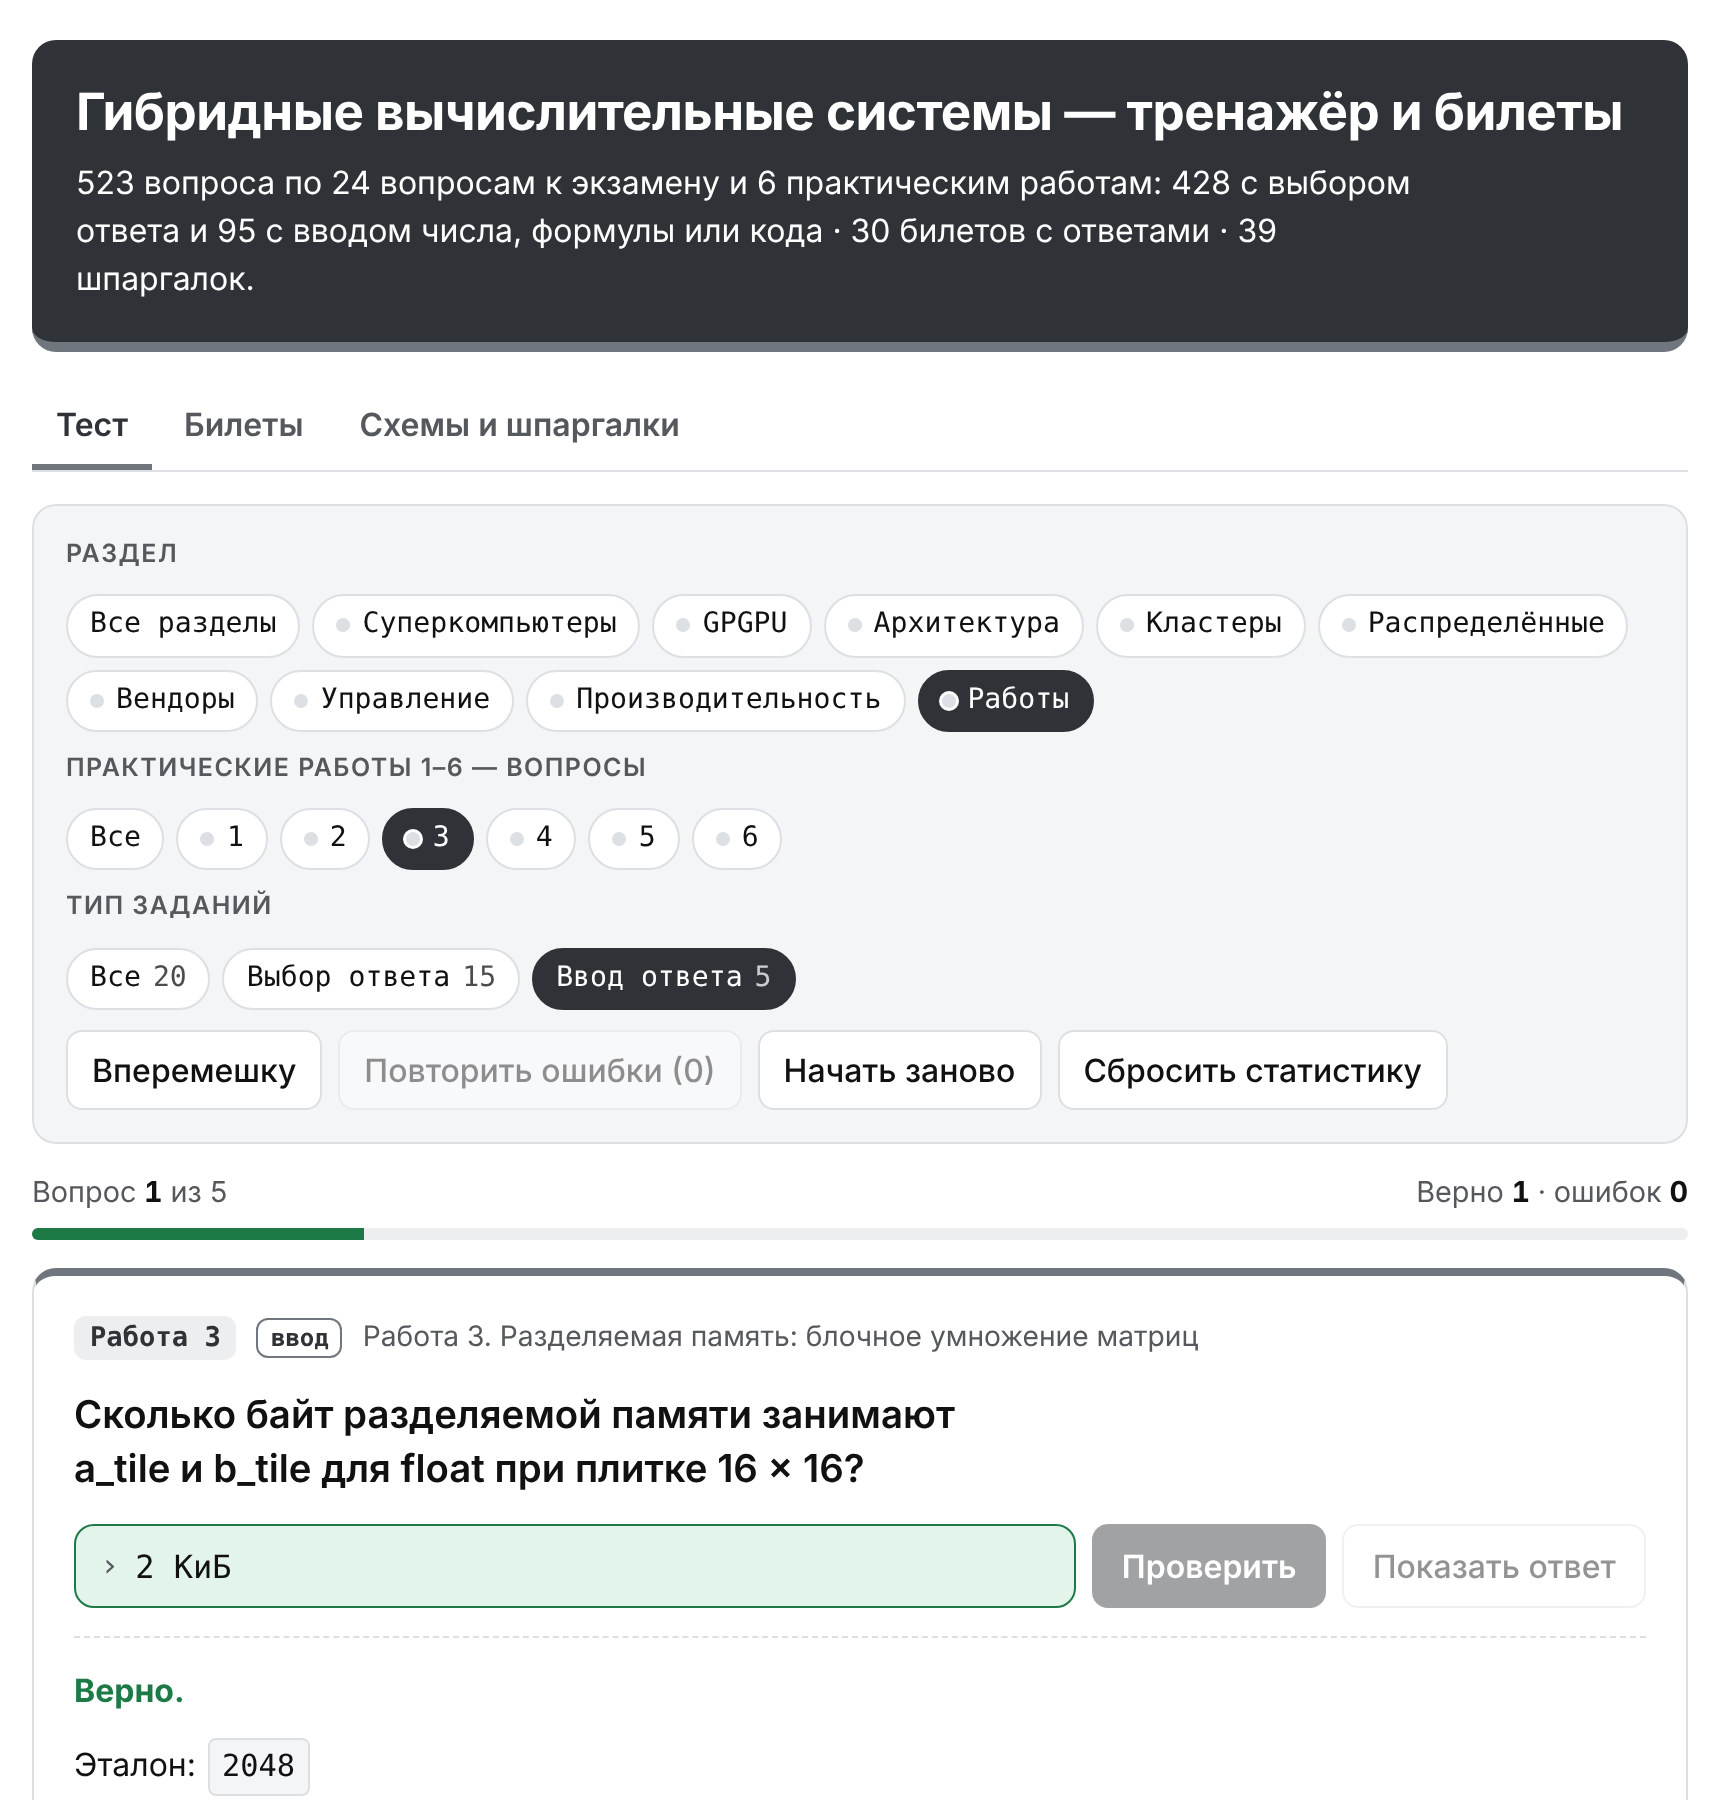 Гибридные вычислительные системы — тренажёр и билеты
523 вопроса по 24 вопросам к экзамену и 6 практическим работам: 428 с выбором
ответа и 95 с вводом числа, формулы или кода · 30 билетов с ответами · 39
шпаргалок.
Тест Билеты Схемы и шпаргалки
РАЗДЕЛ
Все разделы Суперкомпьютеры GPGPU Архитектура Кластеры Распределённые
Вендоры Управление Производительность Работы
ПРАКТИЧЕСКИЕ РАБОТЫ 1–6 — ВОПРОСЫ
Все 1 2 3 4 5 6
ТИП ЗАДАНИЙ
Все 20 Выбор ответа 15 Ввод ответа 5
Вперемешку Повторить ошибки (0) Начать заново Сбросить статистику
Вопрос 1 из 5 Верно 1 · ошибок 0
Работа 3 ввод Работа 3. Разделяемая память: блочное умножение матриц
Сколько байт разделяемой памяти занимают
a_tile и b_tile для float при плитке 16 × 16?
› 2 КиБ Проверить Показать ответ
Верно.
Эталон: 2048